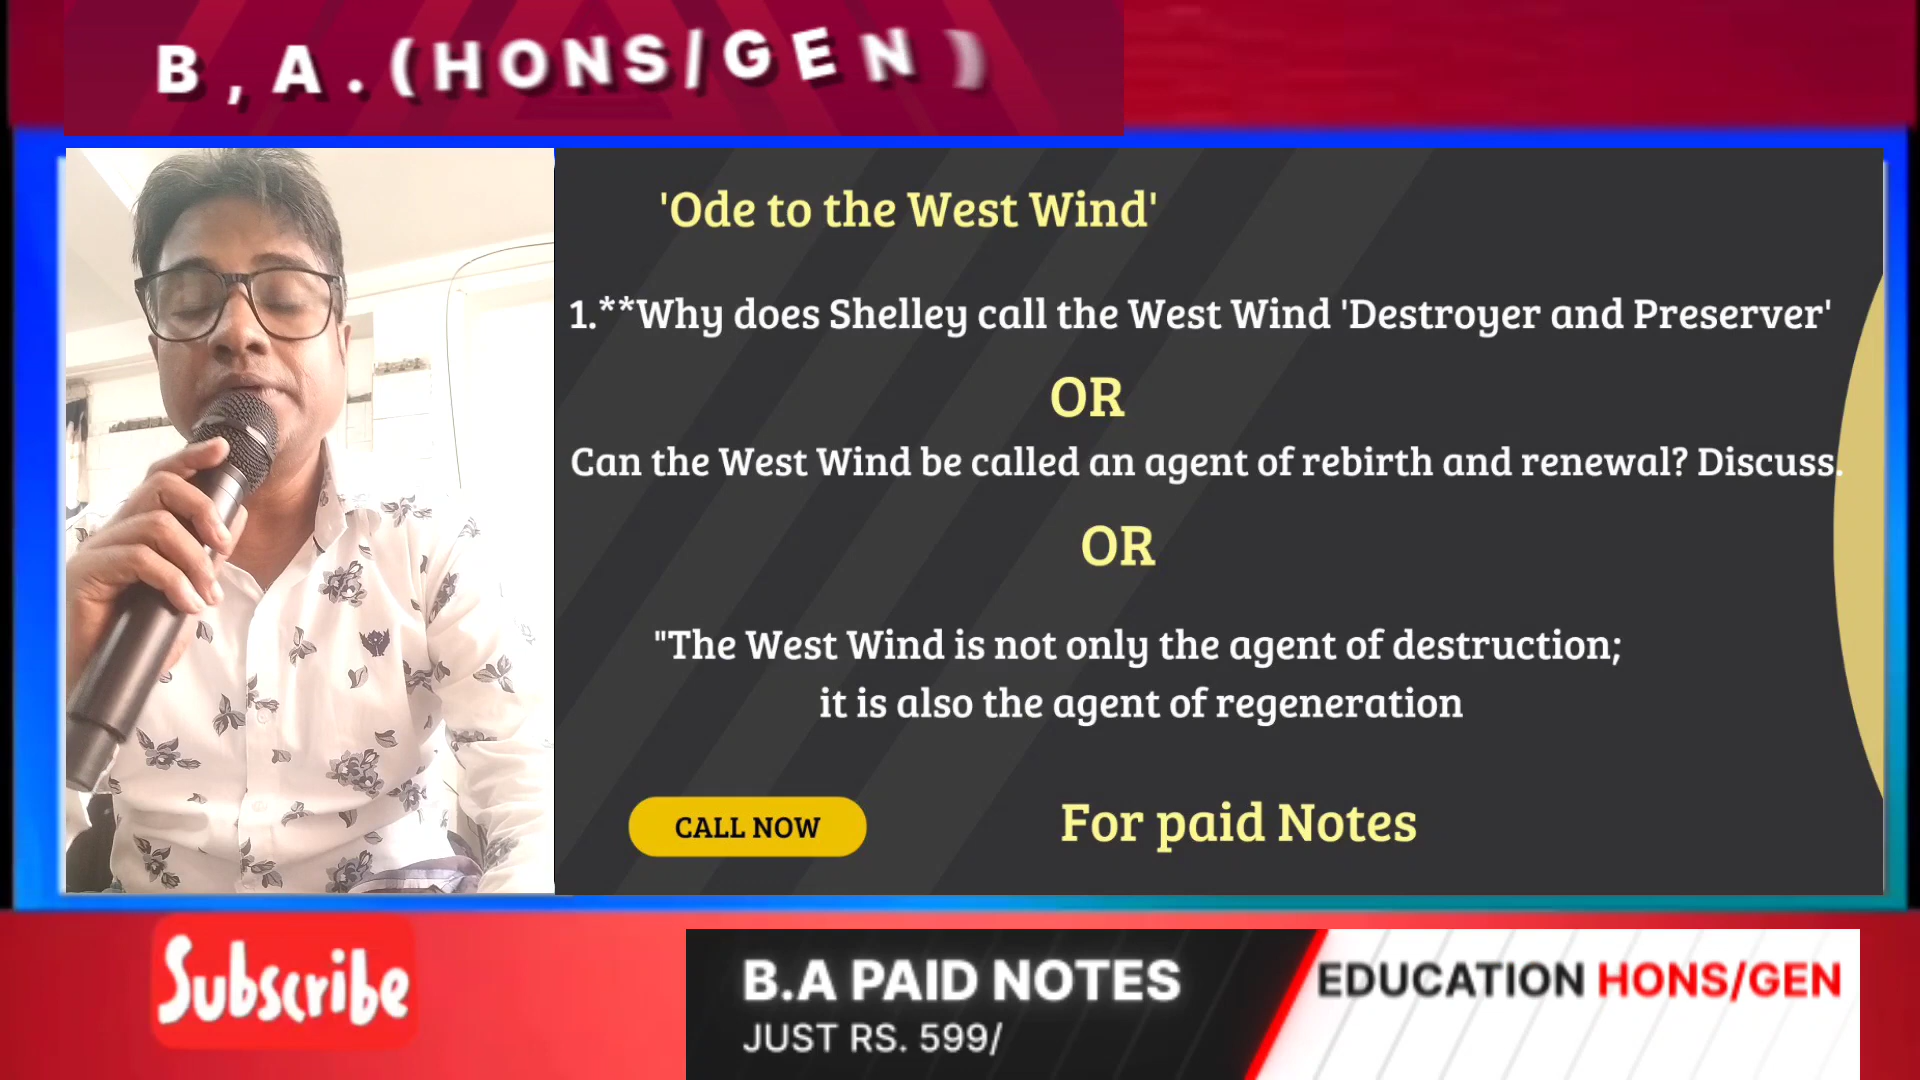 B,A.(HONS/GEN)
'Ode to the West Wind'
1.**Why does Shelley call the West Wind 'Destroyer and Preserver'
OR
Can the West Wind be called an agent of rebirth and renewal? Discuss.
OR
"The West Wind is not only the agent of destruction;
it is also the agent of regeneration
CALL NOW
For paid Notes
Subscribe
B.A PAID NOTES
JUST RS. 599/
EDUCATION HONS/GEN